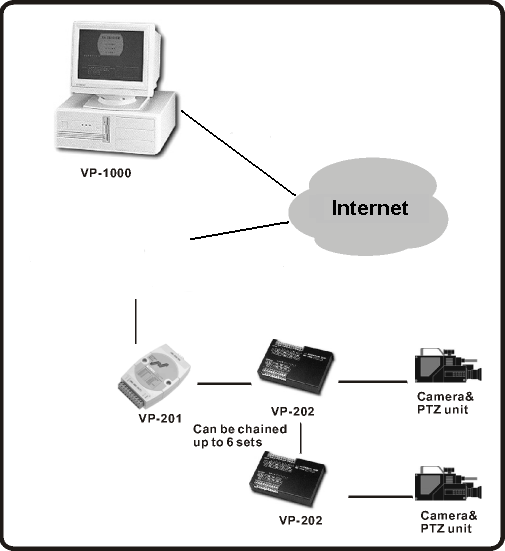 VP-1000
Internet
VP-201
VP-202
Camera&
PTZ unit
Can be chained
up to 6 sets
VP-202
Camera&
PTZ unit